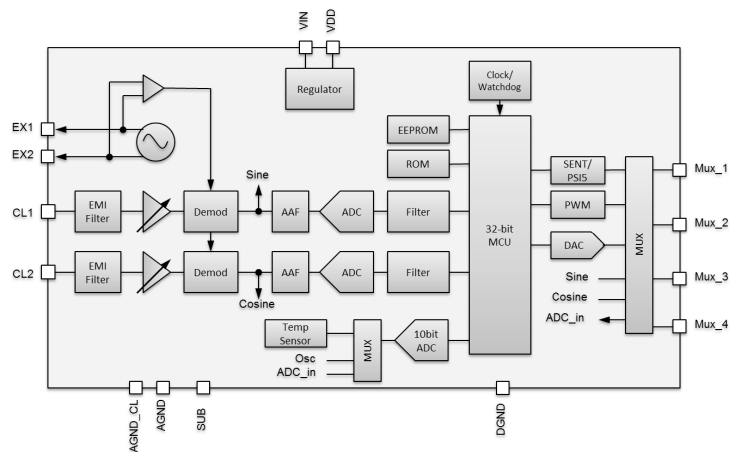 VIN
VDD
Regulator
Clock/
Watchdog
EX1
EX2
EEPROM
ROM
Sine
CL1
EMI
Filter
Demod
AAF
ADC
Filter
32-bit
MCU
SENT/
PSI5
PWM
DAC
MUX
Mux_1
Mux_2
Mux_3
Mux_4
CL2
EMI
Filter
Demod
AAF
ADC
Filter
Cosine
Sine
Cosine
ADC_in
Temp
Sensor
Osc
ADC_in
MUX
10bit
ADC
AGND_CL
AGND
SUB
DGND